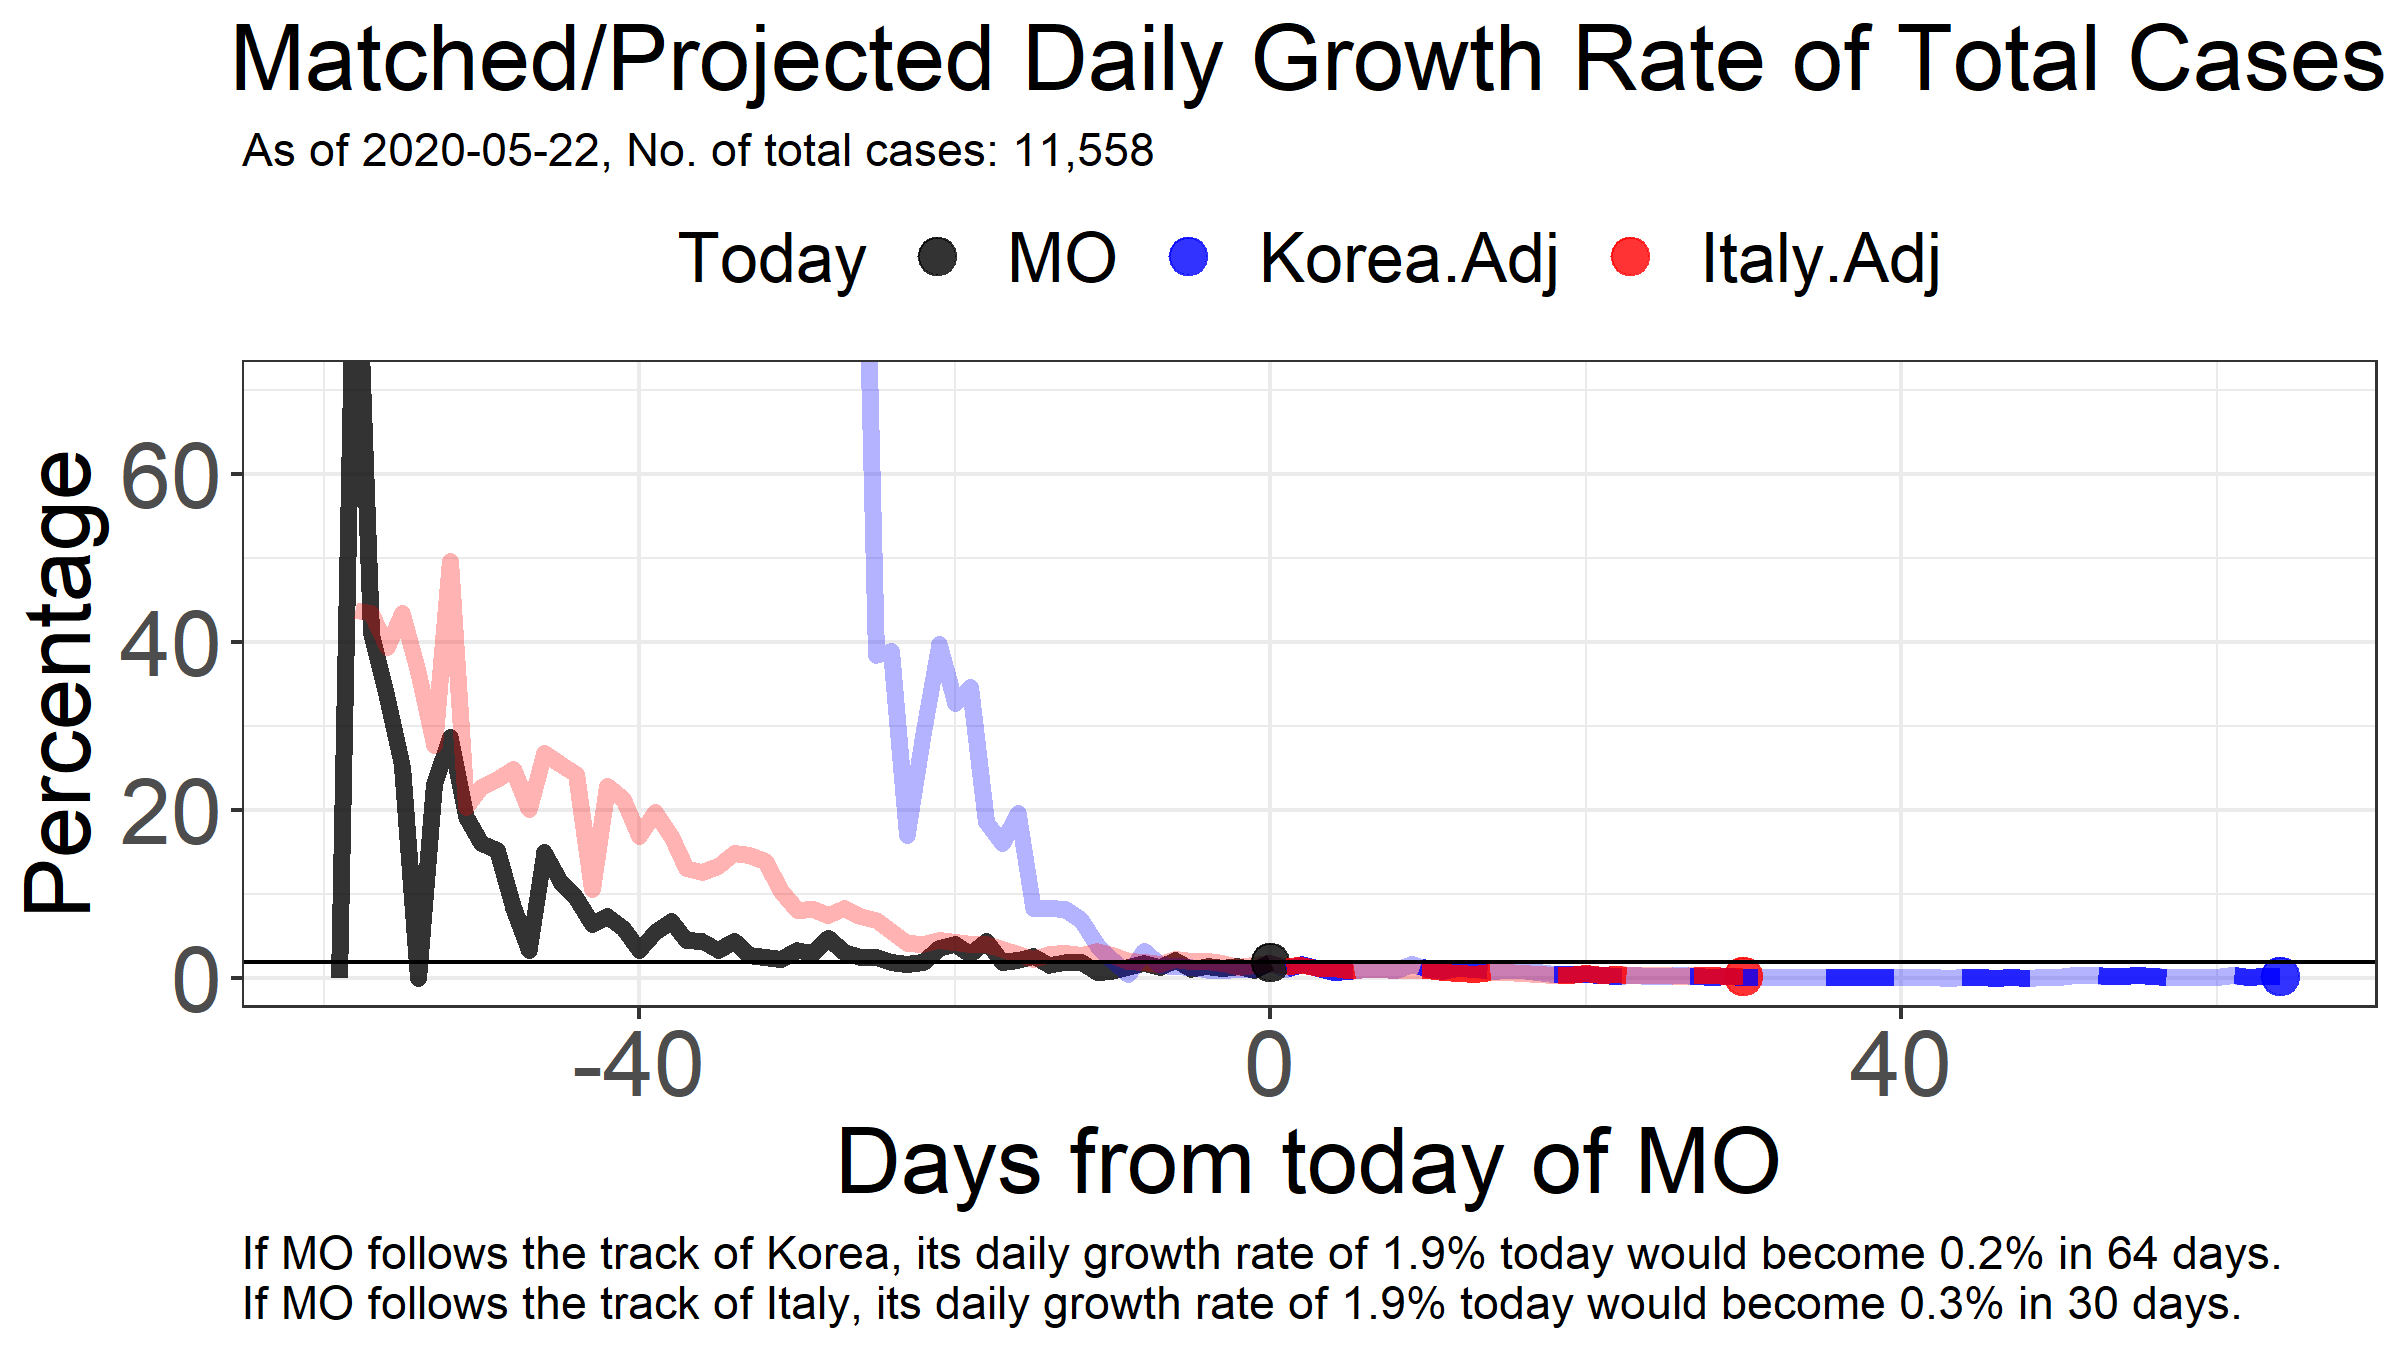 Matched/Projected Daily Growth Rate of Total Cases
As of 2020-05-22, No. of total cases: 11,558
Today MO Korea.Adj Italy.Adj
Percentage
60
40
20
0
-40 0 40
Days from today of MO
If MO follows the track of Korea, its daily growth rate of 1.9% today would become 0.2% in 64 days.
If MO follows the track of Italy, its daily growth rate of 1.9% today would become 0.3% in 30 days.